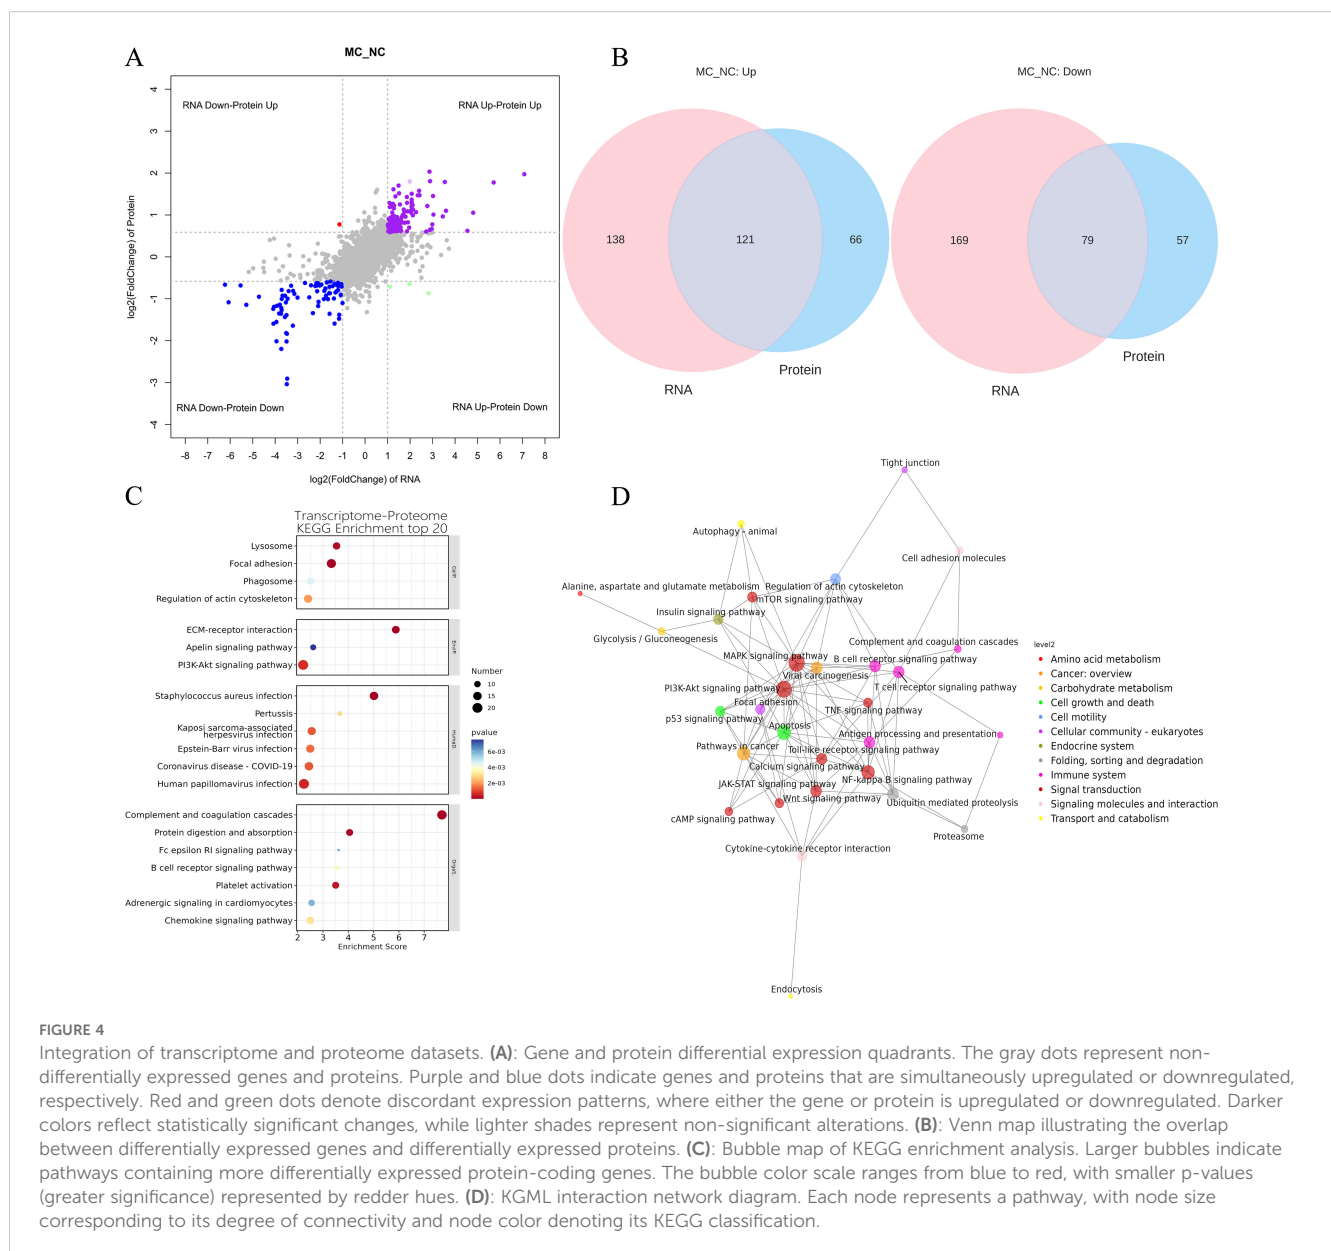 A
MC_NC
RNA Down-Protein Up
RNA Up-Protein Up
RNA Down-Protein Down
RNA Up-Protein Down
log2(FoldChange) of Protein
4
3
2
1
0
-1
-2
-3
-4
-8 -7 -6 -5 -4 -3 -2 -1 0 1 2 3 4 5 6 7 8
log2(FoldChange) of RNA
B
MC_NC: Up
138
121
66
Protein
RNA
MC_NC: Down
169
79
57
Protein
RNA
C
Transcriptome-Proteome
KEGG Enrichment top 20
Lysosome
Focal adhesion
Phagosome
Regulation of actin cytoskeleton
CellP.
ECM-receptor interaction
Apelin signaling pathway
PI3K-Akt signaling pathway
EnvIP.
Staphylococcus aureus infection
Pertussis
Kaposi sarcoma-associated
herpesvirus infection
Epstein-Barr virus infection
Coronavirus disease - COVID-19
Human papillomavirus infection
HumanD.
Complement and coagulation cascades
Protein digestion and absorption
Fc epsilon RI signaling pathway
B cell receptor signaling pathway
Platelet activation
Adrenergic signaling in cardiomyocytes
Chemokine signaling pathway
OrgaS.
2 3 4 5 6 7
Enrichment Score
Number
10
15
20
pvalue
6e-03
4e-03
2e-03
D
Tight junction
Autophagy - animal
Cell adhesion molecules
Alanine, aspartate and glutamate metabolism
Regulation of actin cytoskeleton
mTOR signaling pathway
Insulin signaling pathway
Glycolysis / Gluconeogenesis
Complement and coagulation cascades
MAPK signaling pathway
B cell receptor signaling pathway
Viral carcinogenesis
PI3K-Akt signaling pathway
T cell receptor signaling pathway
Focal adhesion
TNF signaling pathway
p53 signaling pathway
Apoptosis
Antigen processing and presentation
Pathways in cancer
Toll-like receptor signaling pathway
Calcium signaling pathway
NF-kappa B signaling pathway
JAK-STAT signaling pathway
Wnt signaling pathway
Ubiquitin mediated proteolysis
cAMP signaling pathway
Proteasome
Cytokine-cytokine receptor interaction
Endocytosis
level2
Amino acid metabolism
Cancer: overview
Carbohydrate metabolism
Cell growth and death
Cell motility
Cellular community - eukaryotes
Endocrine system
Folding, sorting and degradation
Immune system
Signal transduction
Signaling molecules and interaction
Transport and catabolism
FIGURE 4
Integration of transcriptome and proteome datasets. (A): Gene and protein differential expression quadrants. The gray dots represent non-
differentially expressed genes and proteins. Purple and blue dots indicate genes and proteins that are simultaneously upregulated or downregulated,
respectively. Red and green dots denote discordant expression patterns, where either the gene or protein is upregulated or downregulated. Darker
colors reflect statistically significant changes, while lighter shades represent non-significant alterations. (B): Venn map illustrating the overlap
between differentially expressed genes and differentially expressed proteins. (C): Bubble map of KEGG enrichment analysis. Larger bubbles indicate
pathways containing more differentially expressed protein-coding genes. The bubble color scale ranges from blue to red, with smaller p-values
(greater significance) represented by redder hues. (D): KGML interaction network diagram. Each node represents a pathway, with node size
corresponding to its degree of connectivity and node color denoting its KEGG classification.